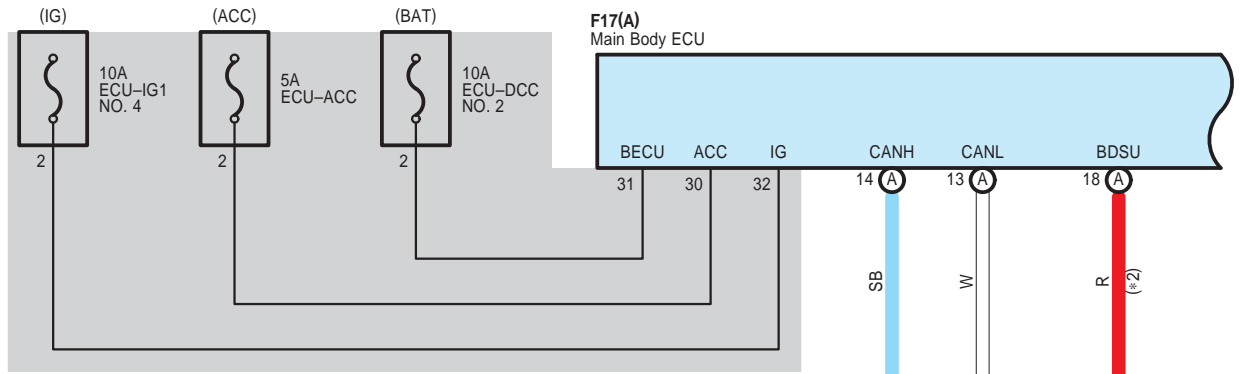 (IG)
(ACC)
(BAT)
F17(A)
Main Body ECU
10A
ECU–IG1
NO. 4
5A
ECU–ACC
10A
ECU–DCC
NO. 2
2
2
2
BECU
ACC
IG
CANH
CANL
BDSU
31
30
32
14
A
13
A
18
A
SB
W
R
(*2)